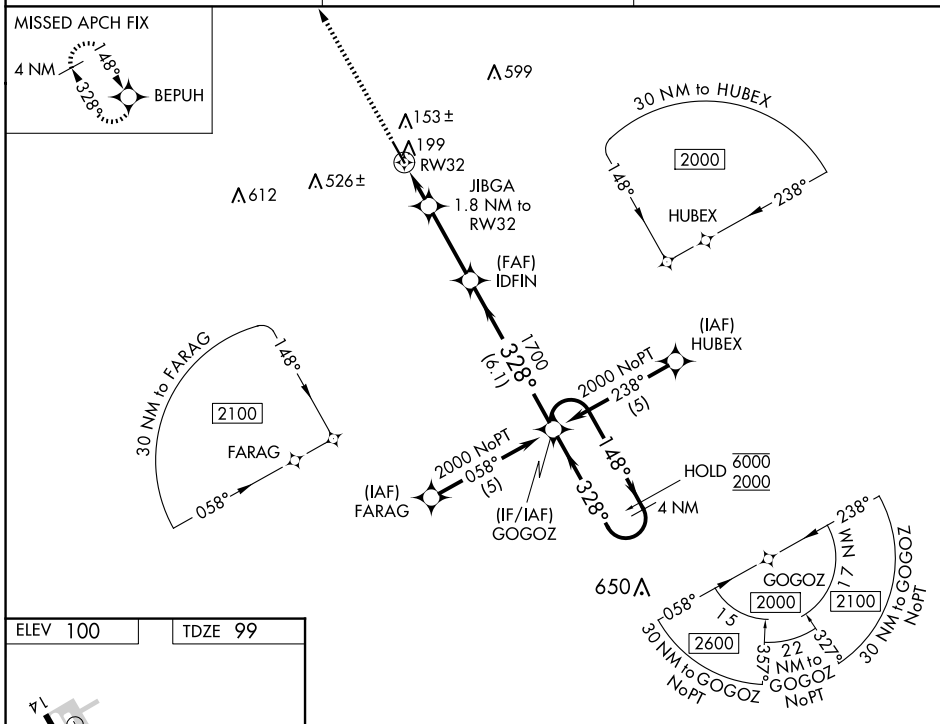 MISSED APCH FIX
4 NM
148°
328°
BEPUH
599
153 ±
199
RW32
612
526 ±
JIBGA
1.8 NM to
RW32
(FAF)
IDFIN
30 NM to HUBEX
2000
148°
HUBEX
238°
(IAF)
HUBEX
1700
328°
(6.1)
2000 NoPT
238°
(5)
30 NM to FARAG
148°
2100
FARAG
058°
2000 NoPT
058°
(5)
(IAF)
FARAG
(IF/IAF)
GOGOZ
148°
328°
HOLD
6000
2000
4 NM
650
238°
17 NM
GOGOZ
058°
15
2000
2100
2600
30 NM to GOGOZ
NoPT
357°
22
NM to
GOGOZ
NoPT
327°
30 NM to GOGOZ
NoPT
ELEV 100
TDZE 99
14